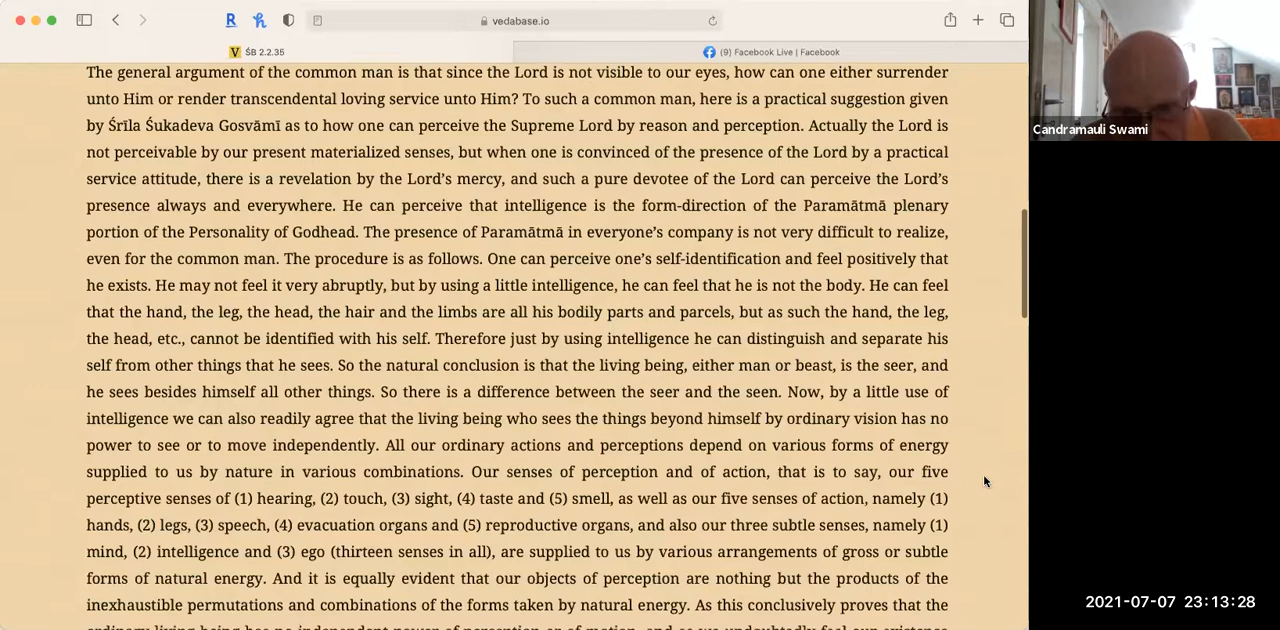 R
vedabase.io
V ŚB 2.2.35
(9) Facebook Live | Facebook
The general argument of the common man is that since the Lord is not visible to our eyes, how can one either surrender
unto Him or render transcendental loving service unto Him? To such a common man, here is a practical suggestion given
by Śrīla Śukadeva Gosvāmī as to how one can perceive the Supreme Lord by reason and perception. Actually the Lord is
not perceivable by our present materialized senses, but when one is convinced of the presence of the Lord by a practical
service attitude, there is a revelation by the Lord’s mercy, and such a pure devotee of the Lord can perceive the Lord’s
presence always and everywhere. He can perceive that intelligence is the form-direction of the Paramātmā plenary
portion of the Personality of Godhead. The presence of Paramātmā in everyone’s company is not very difficult to realize,
even for the common man. The procedure is as follows. One can perceive one’s self-identification and feel positively that
he exists. He may not feel it very abruptly, but by using a little intelligence, he can feel that he is not the body. He can feel
that the hand, the leg, the head, the hair and the limbs are all his bodily parts and parcels, but as such the hand, the leg,
the head, etc., cannot be identified with his self. Therefore just by using intelligence he can distinguish and separate his
self from other things that he sees. So the natural conclusion is that the living being, either man or beast, is the seer, and
he sees besides himself all other things. So there is a difference between the seer and the seen. Now, by a little use of
intelligence we can also readily agree that the living being who sees the things beyond himself by ordinary vision has no
power to see or to move independently. All our ordinary actions and perceptions depend on various forms of energy
supplied to us by nature in various combinations. Our senses of perception and of action, that is to say, our five
perceptive senses of (1) hearing, (2) touch, (3) sight, (4) taste and (5) smell, as well as our five senses of action, namely (1)
hands, (2) legs, (3) speech, (4) evacuation organs and (5) reproductive organs, and also our three subtle senses, namely (1)
mind, (2) intelligence and (3) ego (thirteen senses in all), are supplied to us by various arrangements of gross or subtle
forms of natural energy. And it is equally evident that our objects of perception are nothing but the products of the
inexhaustible permutations and combinations of the forms taken by natural energy. As this conclusively proves that the
ordinary living being has no independent power of perception or of motion, and as we undoubtedly feel our existence
Candramauli Swami
2021-07-07 23:13:28